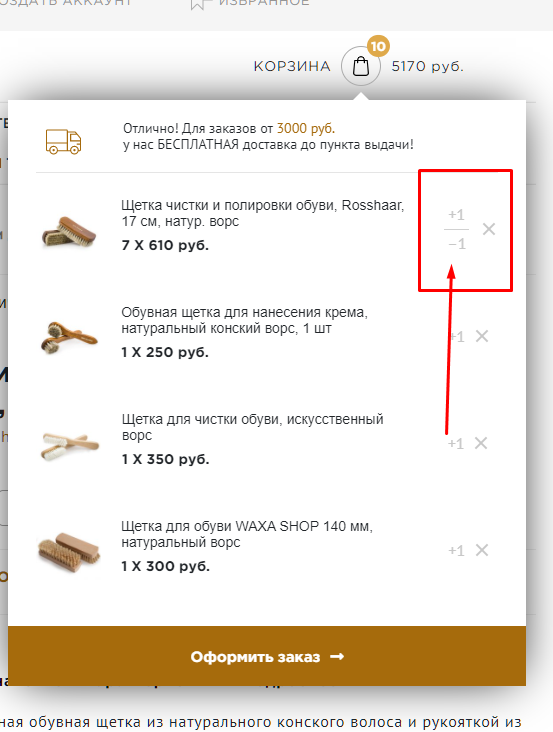 ОЗДАТЬ АККАУНТ ИЗБРАННОЕ
КОРЗИНА 10 5170 руб.
Отлично! Для заказов от 3000 руб.
у нас БЕСПЛАТНАЯ доставка до пункта выдачи!
Щетка чистки и полировки обуви, Rosshaar,
17 см, натур. ворс
7 X 610 руб.
+1
−1
Обувная щетка для нанесения крема,
натуральный конский ворс, 1 шт
1 X 250 руб.
+1
Щетка для чистки обуви, искусственный
ворс
1 X 350 руб.
+1
Щетка для обуви WAXA SHOP 140 мм,
натуральный ворс
1 X 300 руб.
+1
Оформить заказ →
ная обувная щетка из натурального конского волоса и рукояткой из